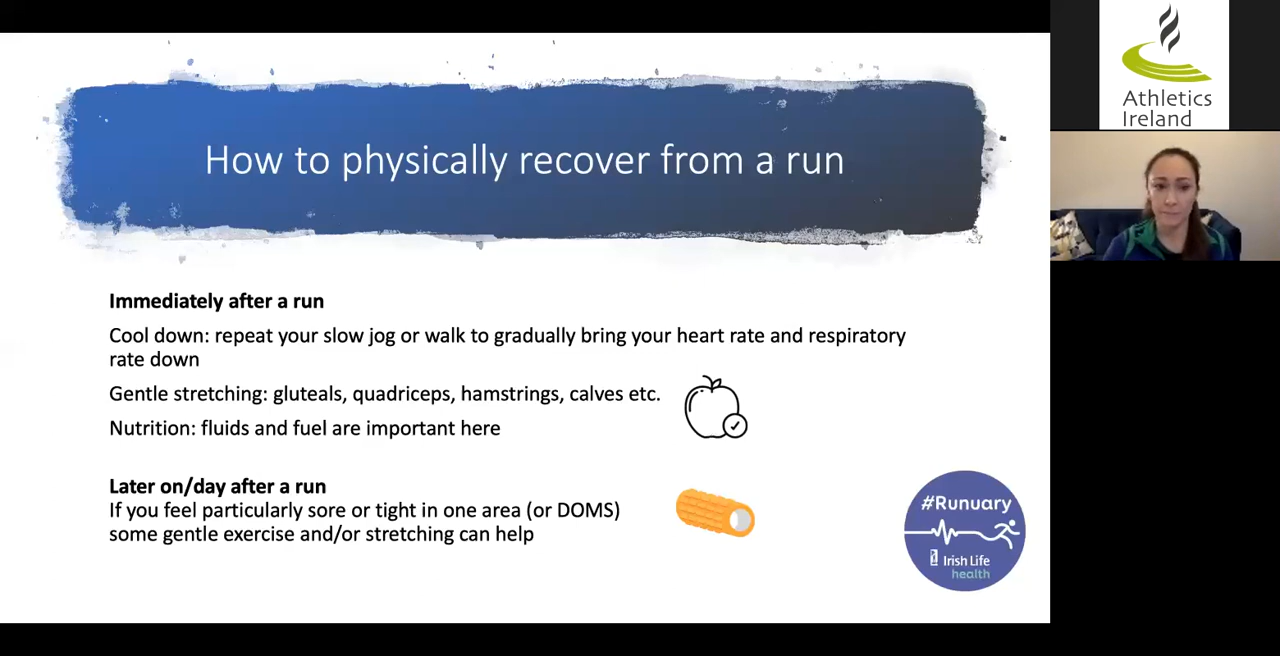 How to physically recover from a run
Immediately after a run
Cool down: repeat your slow jog or walk to gradually bring your heart rate and respiratory
rate down
Gentle stretching: gluteals, quadriceps, hamstrings, calves etc.
Nutrition: fluids and fuel are important here
Later on/day after a run
If you feel particularly sore or tight in one area (or DOMS)
some gentle exercise and/or stretching can help
#Runuary
Irish Life
health
Athletics
Ireland